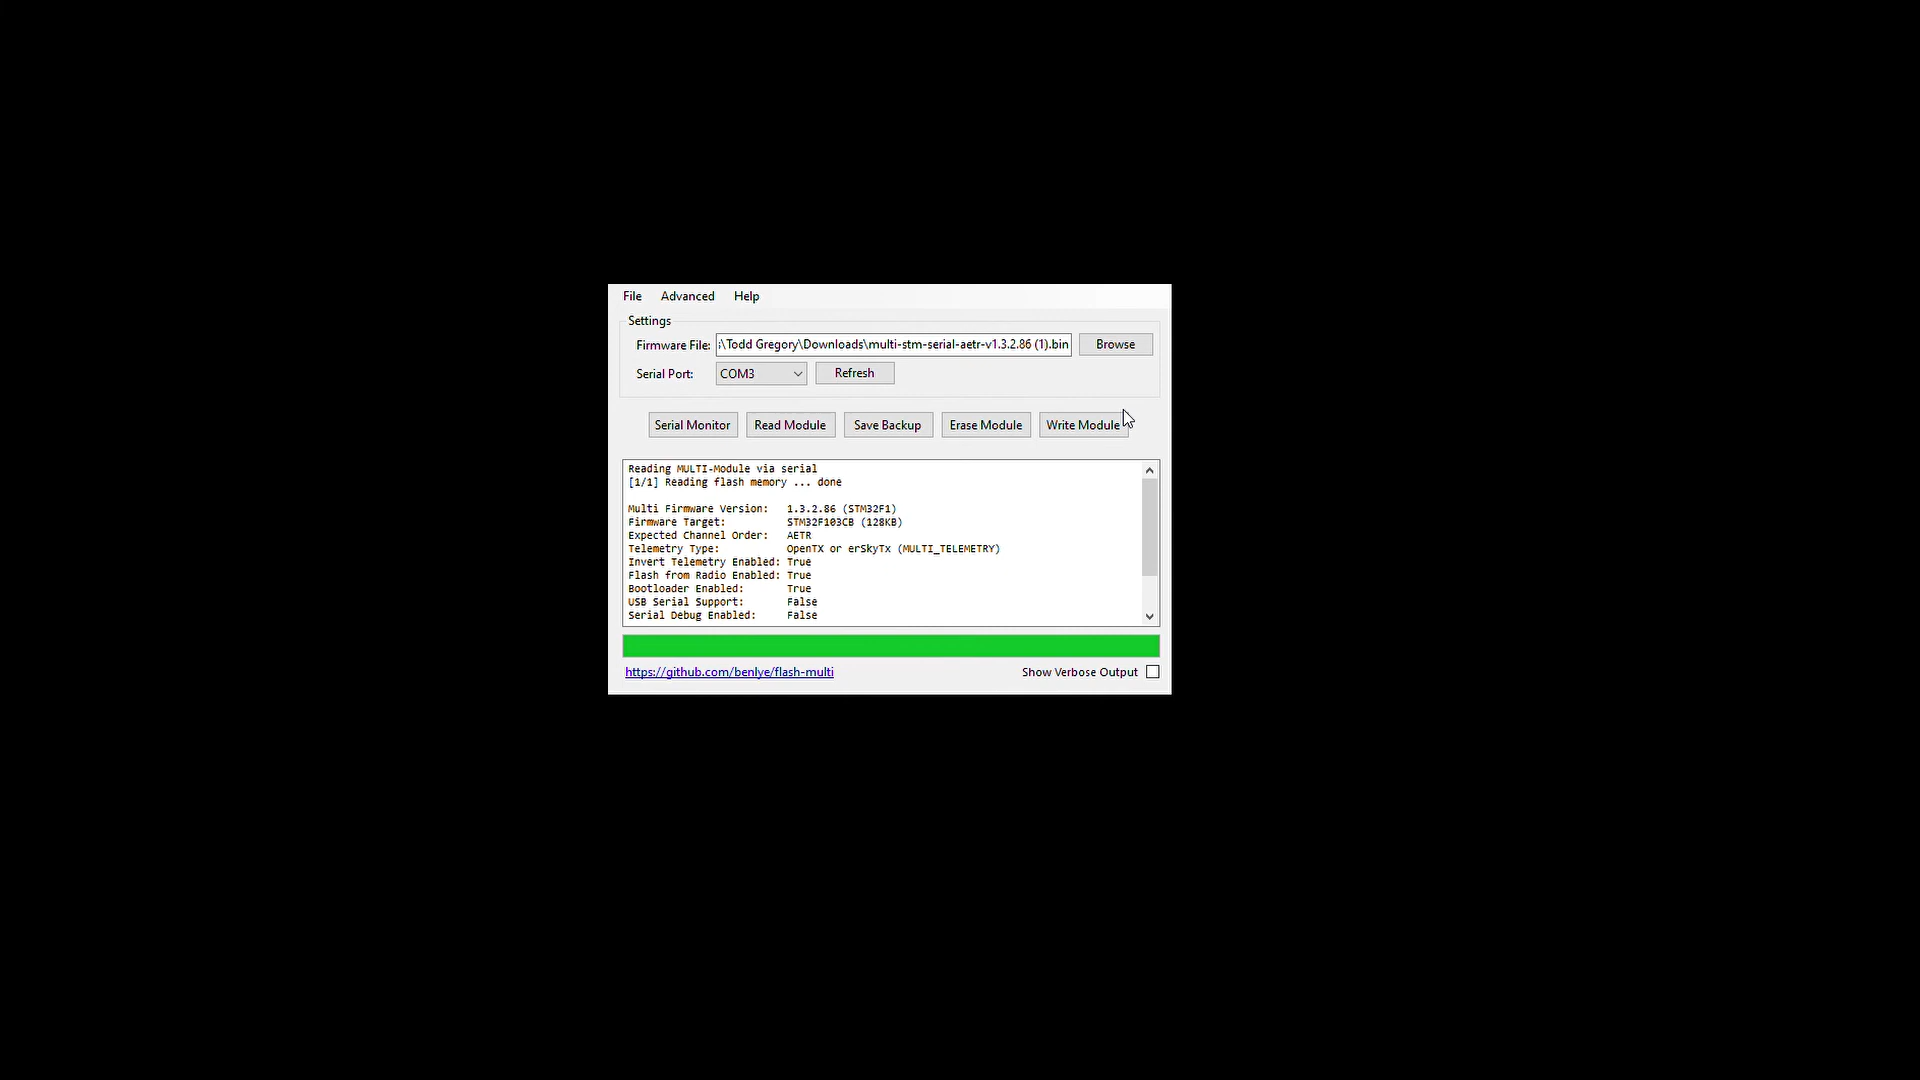 File Advanced Help
Settings
Firmware File: :\Todd Gregory\Downloads\multi-stm-serial-aetr-v1.3.2.86 (1).bin Browse
Serial Port: COM3 Refresh
Serial Monitor Read Module Save Backup Erase Module Write Module
Reading MULTI-Module via serial
[1/1] Reading flash memory ... done
Multi Firmware Version: 1.3.2.86 (STM32F1)
Firmware Target: STM32F103CB (128KB)
Expected Channel Order: AETR
Telemetry Type: OpenTX or erSkyTx (MULTI_TELEMETRY)
Invert Telemetry Enabled: True
Flash from Radio Enabled: True
Bootloader Enabled: True
USB Serial Support: False
Serial Debug Enabled: False
https://github.com/benlye/flash-multi Show Verbose Output